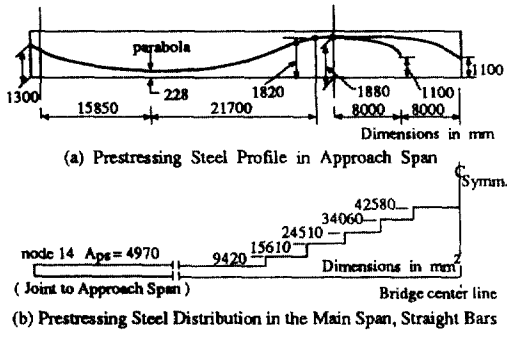 parabola
1300
228
1820
1880
1100
1100
15850
21700
8000
8000
Dimensions in mm
(a) Prestressing Steel Profile in Approach Span
C Symm.
42580
34060
24510
15610
9420
node 14 Aps= 4970
Dimensions in mm2
( Joint to Approach Span )
Bridge center line
(b) Prestressing Steel Distribution in the Main Span, Straight Bars